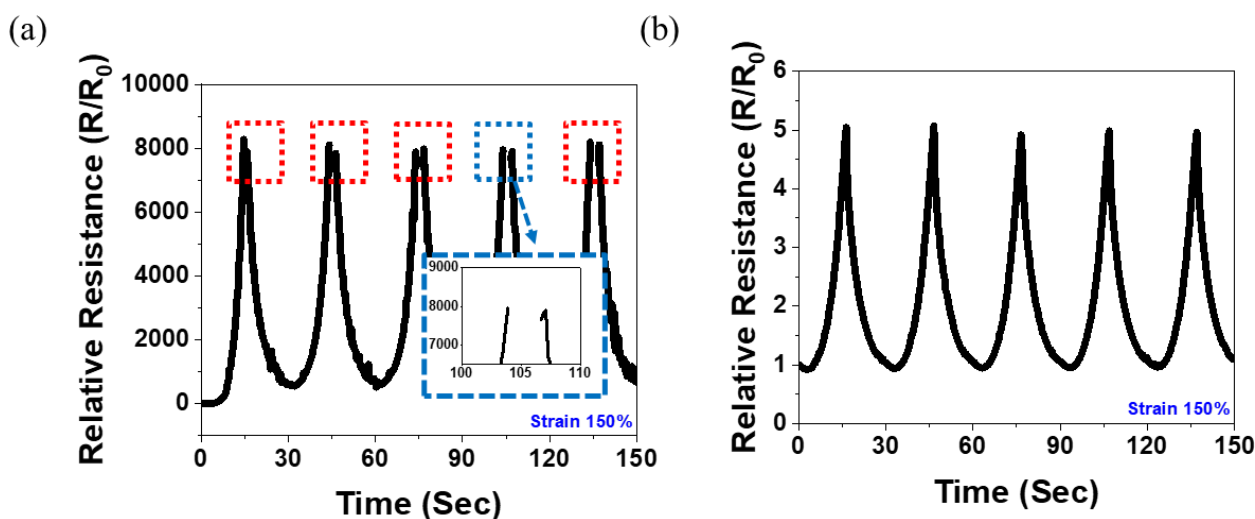 (a)
Relative Resistance (R/R₀)
10000
8000
6000
4000
2000
0
9000
8000
7000
100 105 110
Strain 150%
0 30 60 90 120 150
Time (Sec)
(b)
Relative Resistance (R/R₀)
6
5
4
3
2
1
0
Strain 150%
0 30 60 90 120 150
Time (Sec)